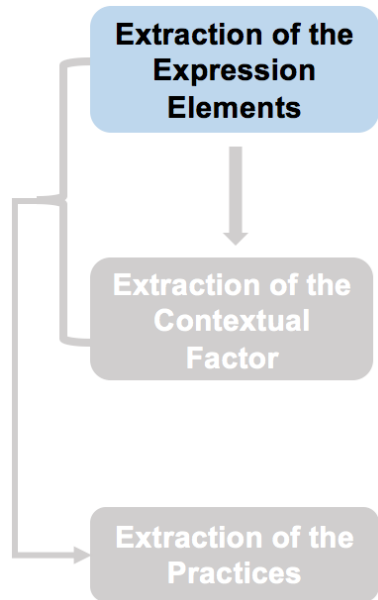 Extraction of the
Expression
Elements
Extraction of the
Contextual
Factor
Extraction of the
Practices